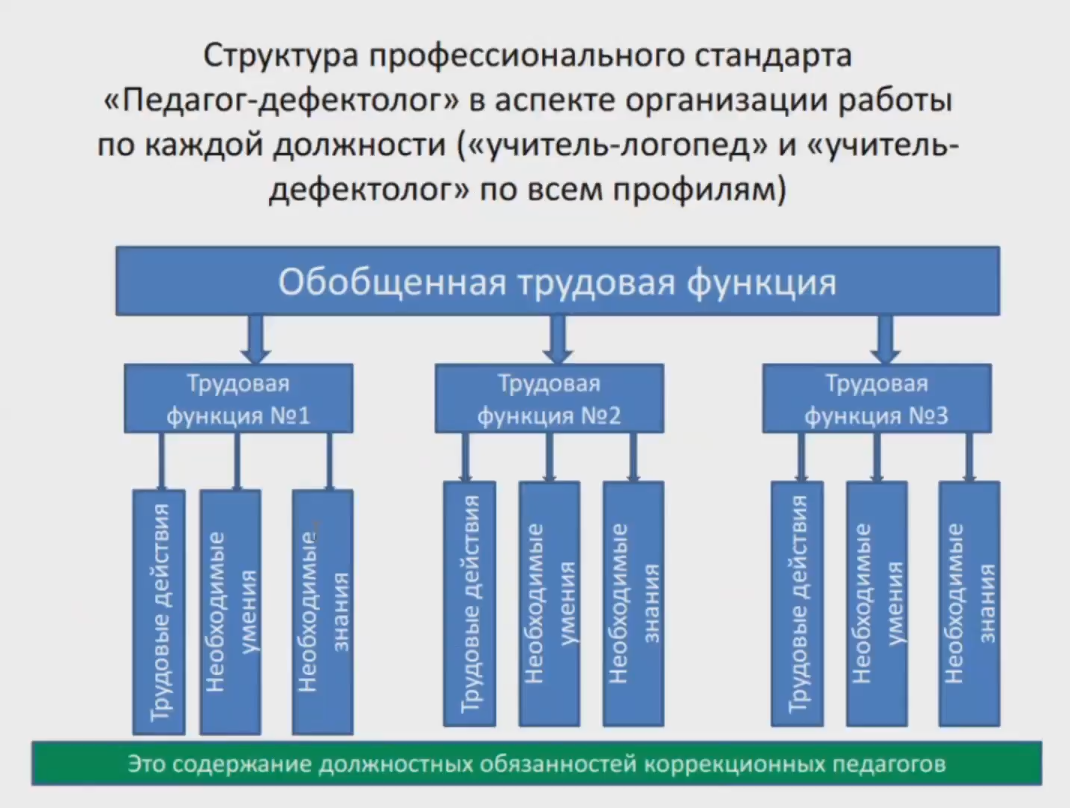 Структура профессионального стандарта
«Педагог-дефектолог» в аспекте организации работы
по каждой должности («учитель-логопед» и «учитель-
дефектолог» по всем профилям)
Обобщенная трудовая функция
Трудовая
функция №1
Трудовая
функция №2
Трудовая
функция №3
Трудовые действия
Необходимые
умения
Необходимые
знания
Трудовые действия
Необходимые
умения
Необходимые
знания
Трудовые действия
Необходимые
умения
Необходимые
знания
Это содержание должностных обязанностей коррекционных педагогов